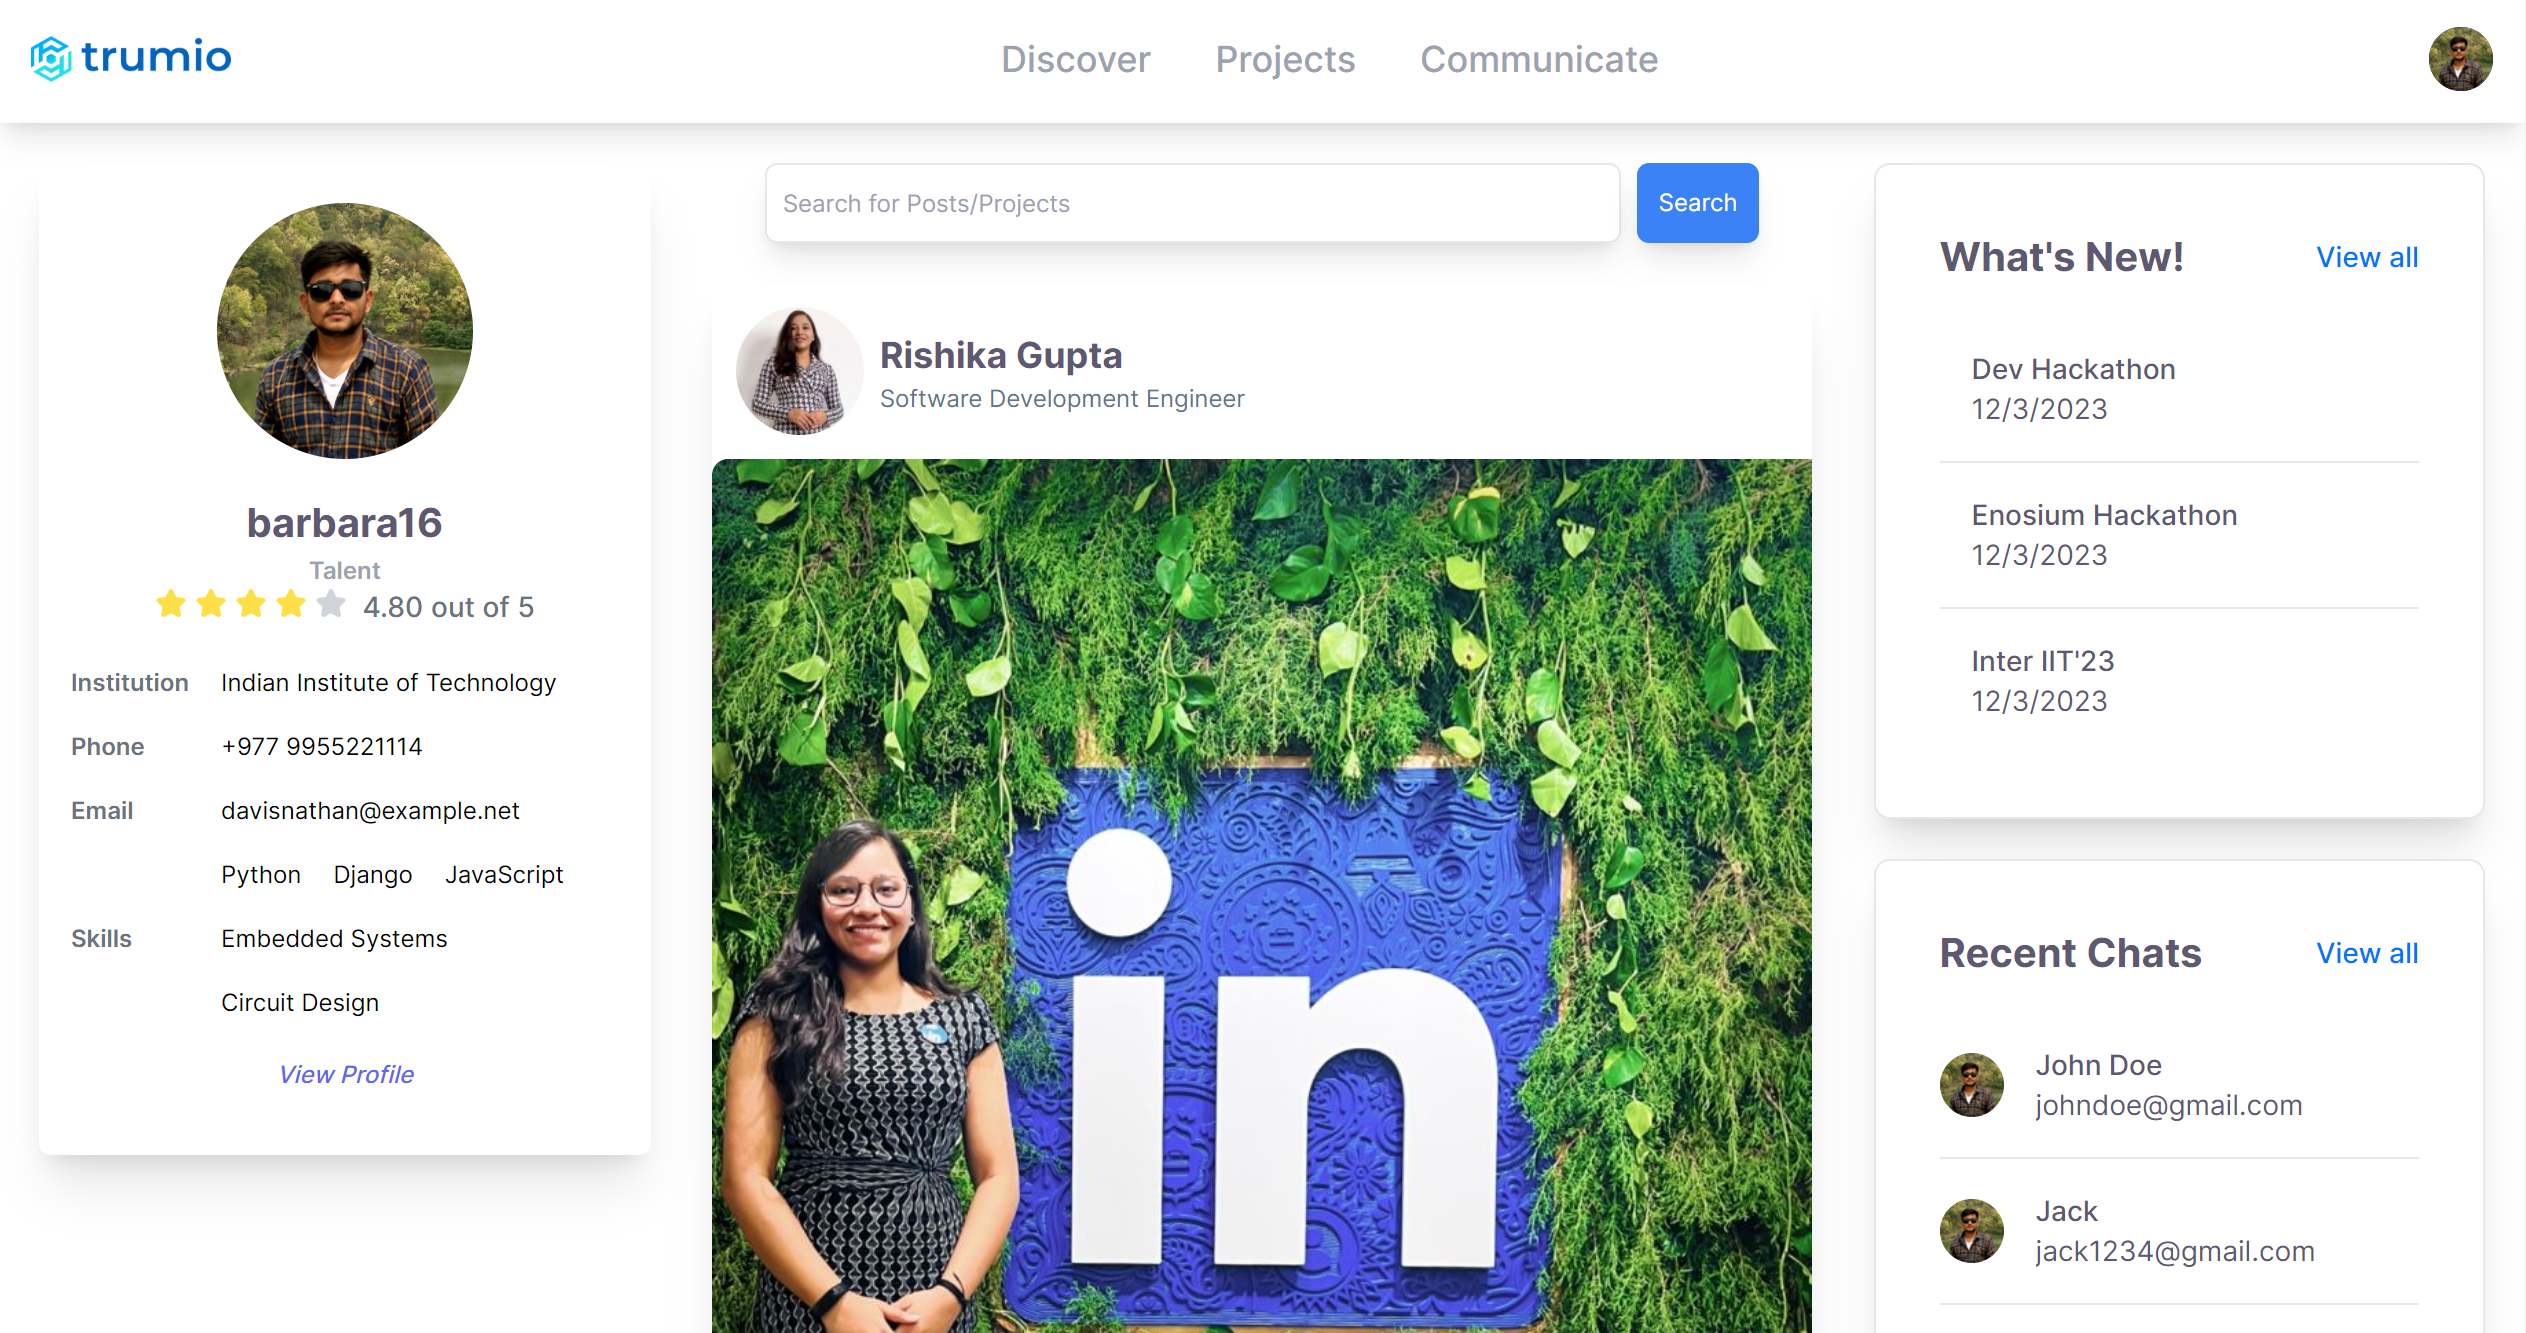 trumio
Discover Projects Communicate
barbara16
Talent
4.80 out of 5
Institution Indian Institute of Technology
Phone +977 9955221114
Email davisnathan@example.net
Python Django JavaScript
Skills Embedded Systems
Circuit Design
View Profile
Search for Posts/Projects Search
Rishika Gupta
Software Development Engineer
in
What's New! View all
Dev Hackathon
12/3/2023
Enosium Hackathon
12/3/2023
Inter IIT'23
12/3/2023
Recent Chats View all
John Doe
johndoe@gmail.com
Jack
jack1234@gmail.com